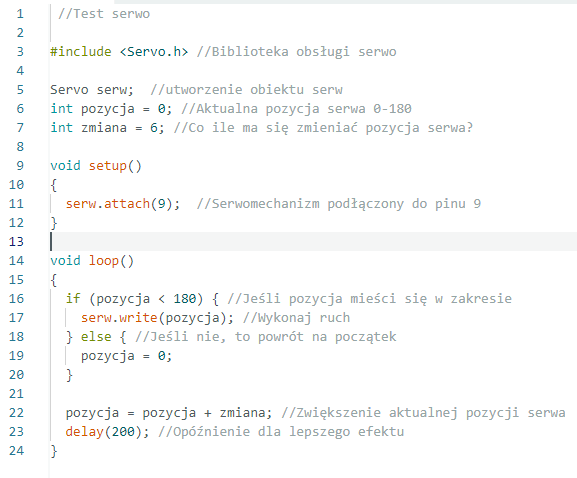 1 //Test serwo
2
3 #include <Servo.h> //Biblioteka obsługi serwo
4
5 Servo serw;  //utworzenie obiektu serw
6 int pozycja = 0; //Aktualna pozycja serwa 0-180
7 int zmiana = 6; //Co ile ma się zmieniać pozycja serwa?
8
9 void setup()
10 {
11   serw.attach(9);  //Serwomechanizm podłączony do pinu 9
12 }
13
14 void loop()
15 {
16   if (pozycja < 180) { //Jeśli pozycja mieści się w zakresie
17     serw.write(pozycja); //Wykonaj ruch
18   } else { //Jeśli nie, to powrót na początek
19     pozycja = 0;
20   }
21
22   pozycja = pozycja + zmiana; //Zwiększenie aktualnej pozycji serwa
23   delay(200); //Opóźnienie dla lepszego efektu
24 }